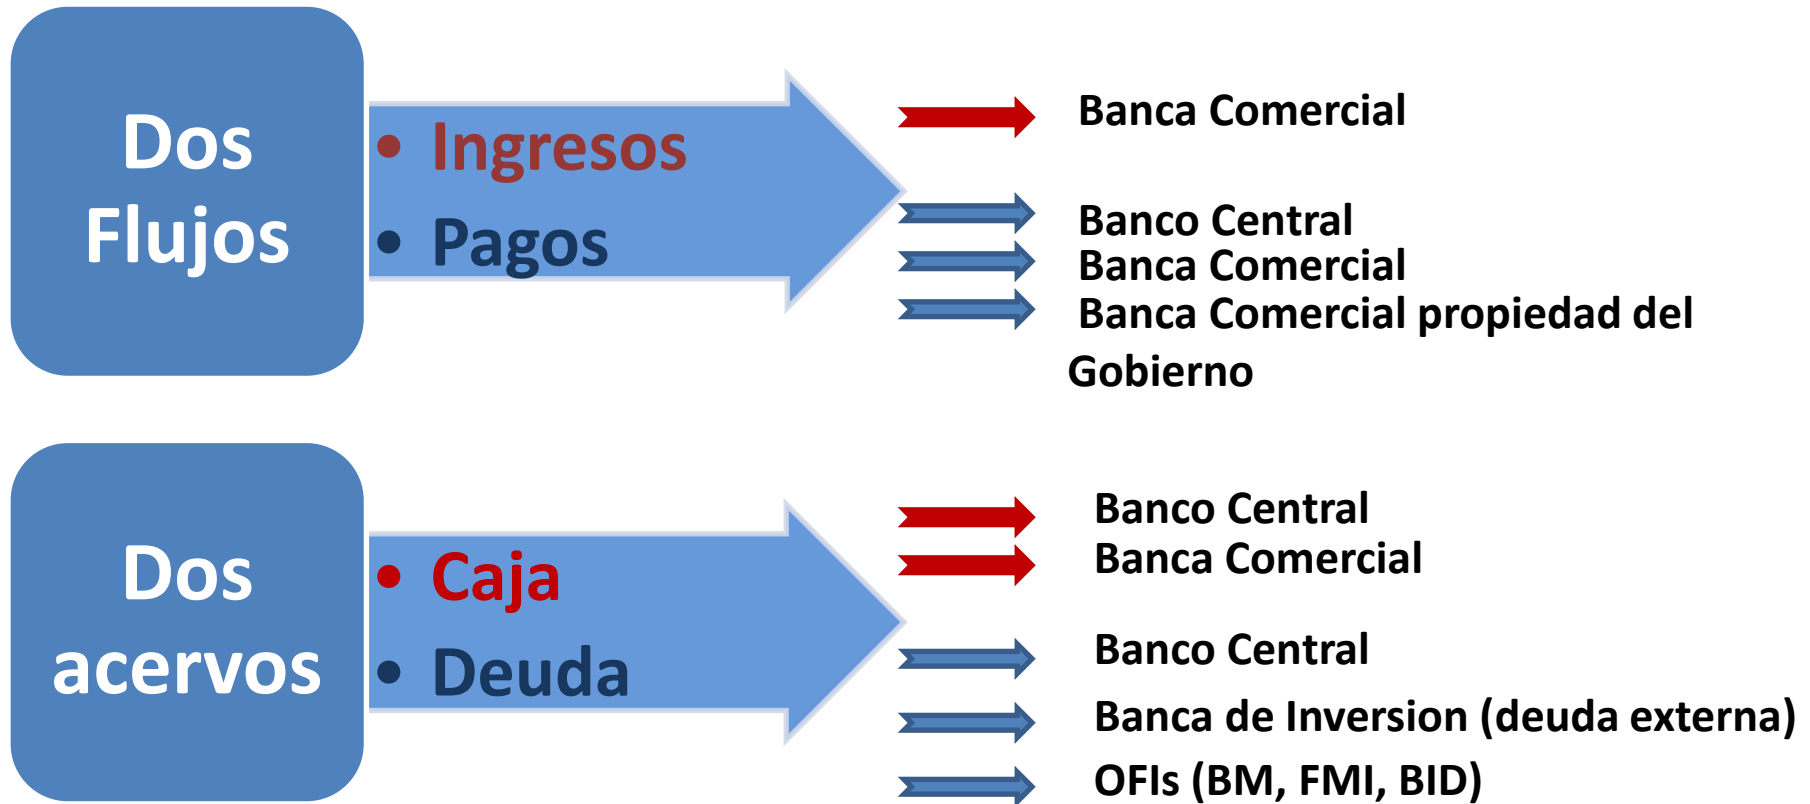 Dos
Flujos
• Ingresos
• Pagos
Banca Comercial
Banco Central
Banca Comercial
Banca Comercial propiedad del
Gobierno
Dos
acervos
• Caja
• Deuda
Banco Central
Banca Comercial
Banco Central
Banca de Inversion (deuda externa)
OFIs (BM, FMI, BID)